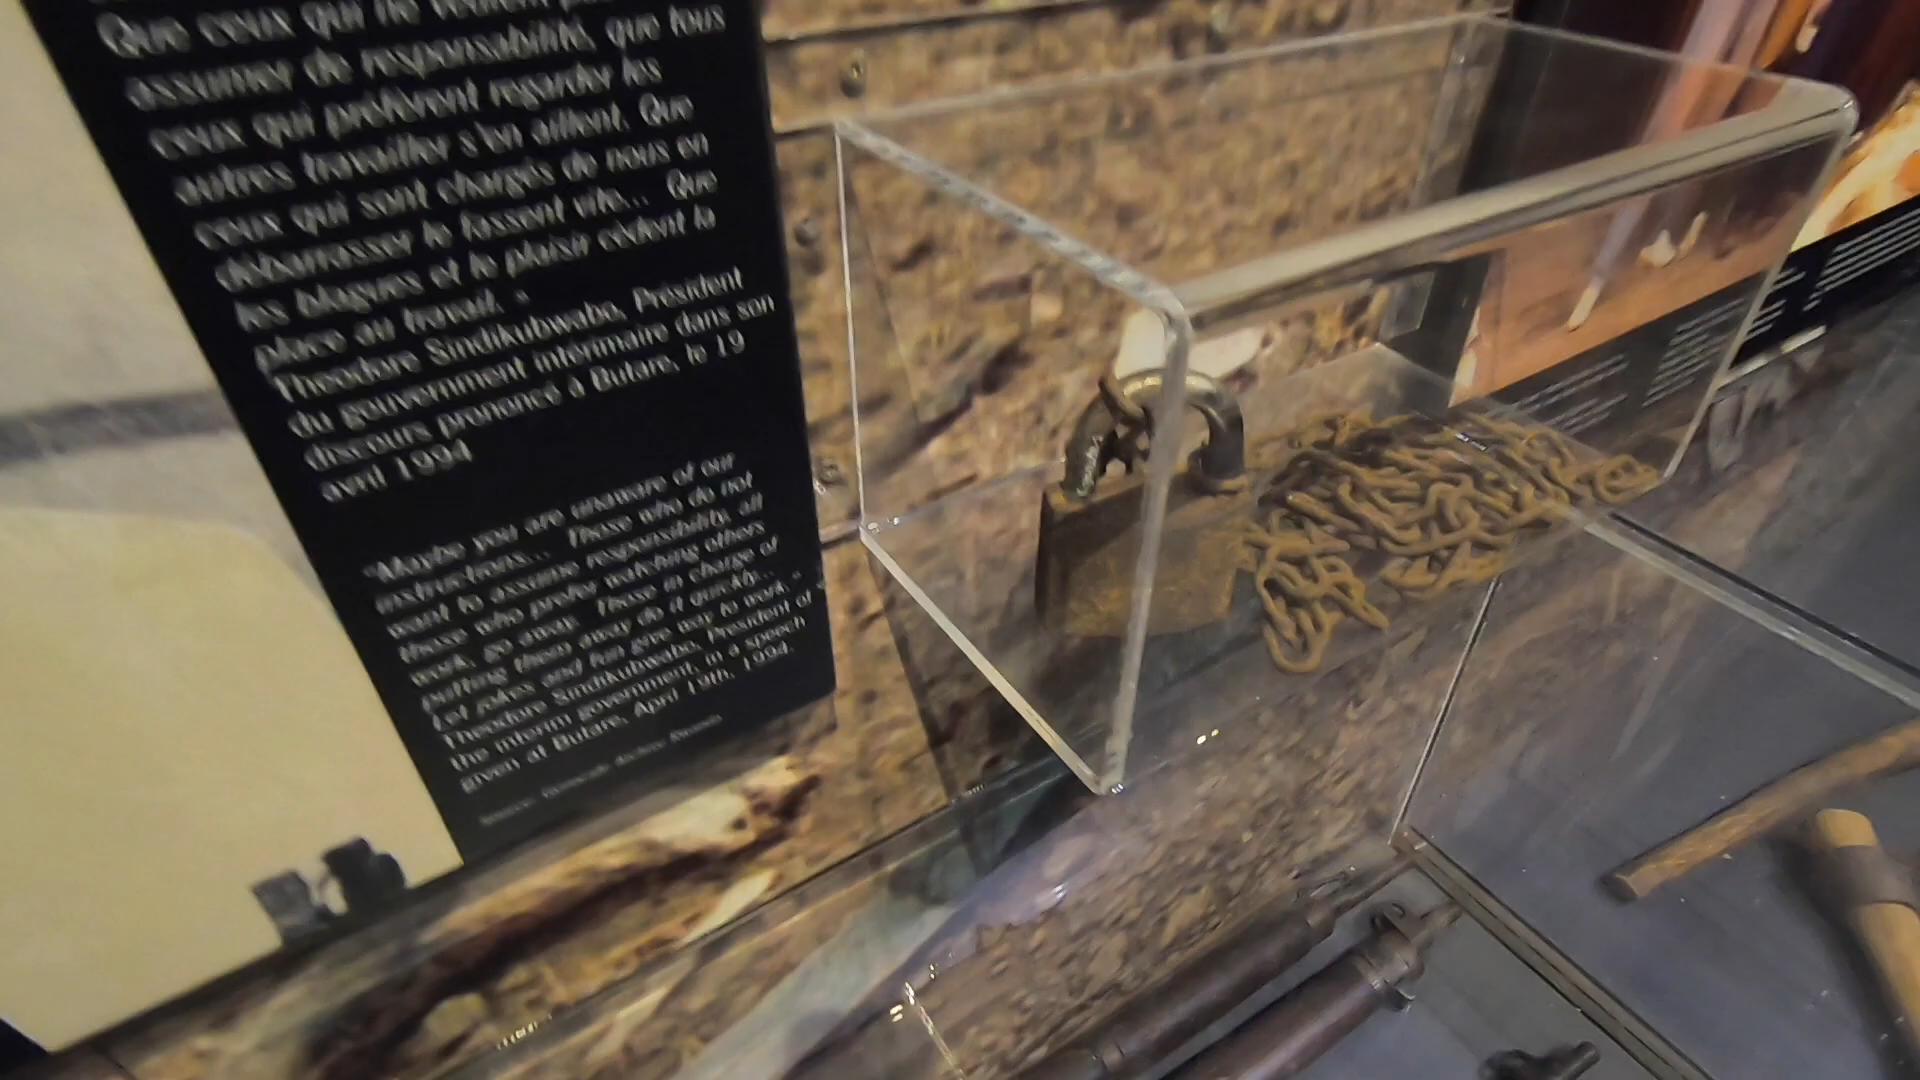 Que ceux qui ne veulent pas
assumer de responsabilité, que tous
ceux qui préfèrent regarder les
autres travailler s'en aillent. Que
ceux qui sont chargés de nous en
débarrasser le fassent vite... Que
les blagues et le plaisir cèdent la
place au travail. "
Theodore Sindikubwabo, Président
du gouvernement intérimaire dans son
discours prononcé à Butare, le 19
avril 1994
"Maybe you are unaware of our
instructions... Those who do not
want to assume responsibility, all
those who prefer watching others
work, go away. Those in charge of
putting them away do it quickly...
Let jokes and fun give way to work. "
Theodore Sindikubwabo, President of
the interim government, in a speech
given at Butare, April 19th, 1994.